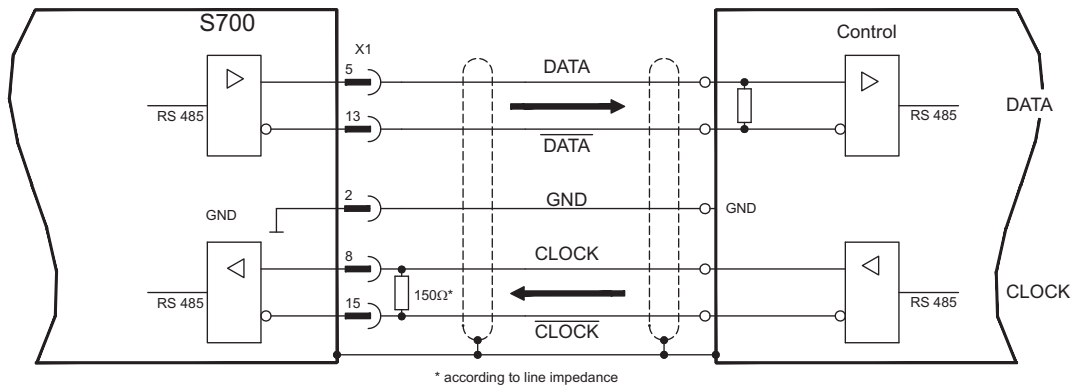 S700
Control
X1
5
DATA
RS 485
RS 485
DATA
13
DATA
2
GND
GND
GND
8
CLOCK
RS 485
150Ω*
RS 485
CLOCK
15
CLOCK
* according to line impedance